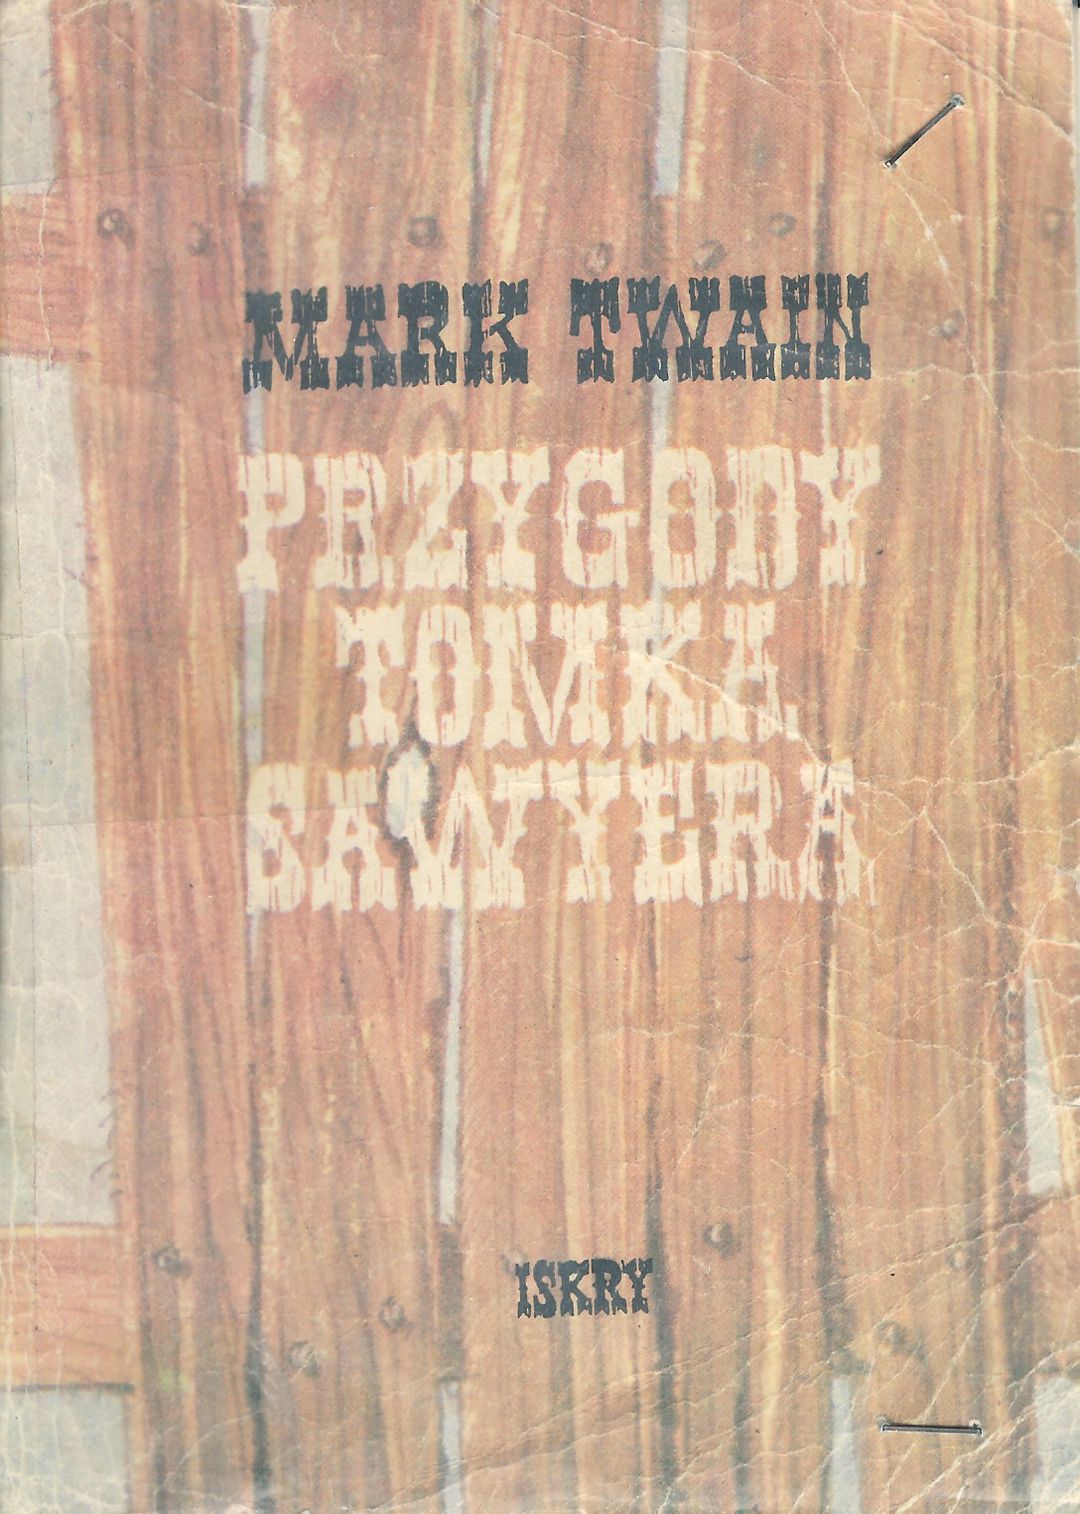 MARK TWAIN
PRZYGODY
TOMKA
SAWYERA
ISKRY